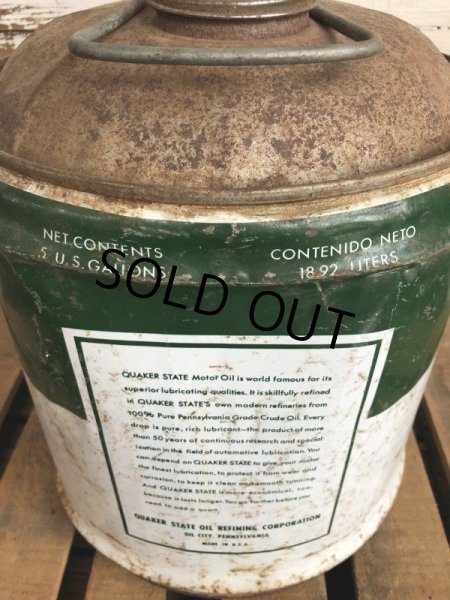 NET. CONTENTS
5 U.S. GALLONS
CONTENIDO NETO
18.92 LITERS
SOLD OUT
QUAKER STATE Motor Oil is world famous for its
superior lubricating qualities. It is skillfully refined
in QUAKER STATE'S own modern refineries from
100% Pure Pennsylvania Grade Crude Oil. Every
drop is pure, rich lubricant—the product of more
than 50 years of continuous research and special-
ization in the field of automotive lubrication. You
can depend on QUAKER STATE to give your motor
the finest lubrication, to protect it from wear and
corrosion, to keep it clean and smooth running.
And QUAKER STATE is more economical, too,
because it lasts longer. You go farther before you
need to add a quart.
QUAKER STATE OIL REFINING CORPORATION
OIL CITY, PENNSYLVANIA
MADE IN U.S.A.